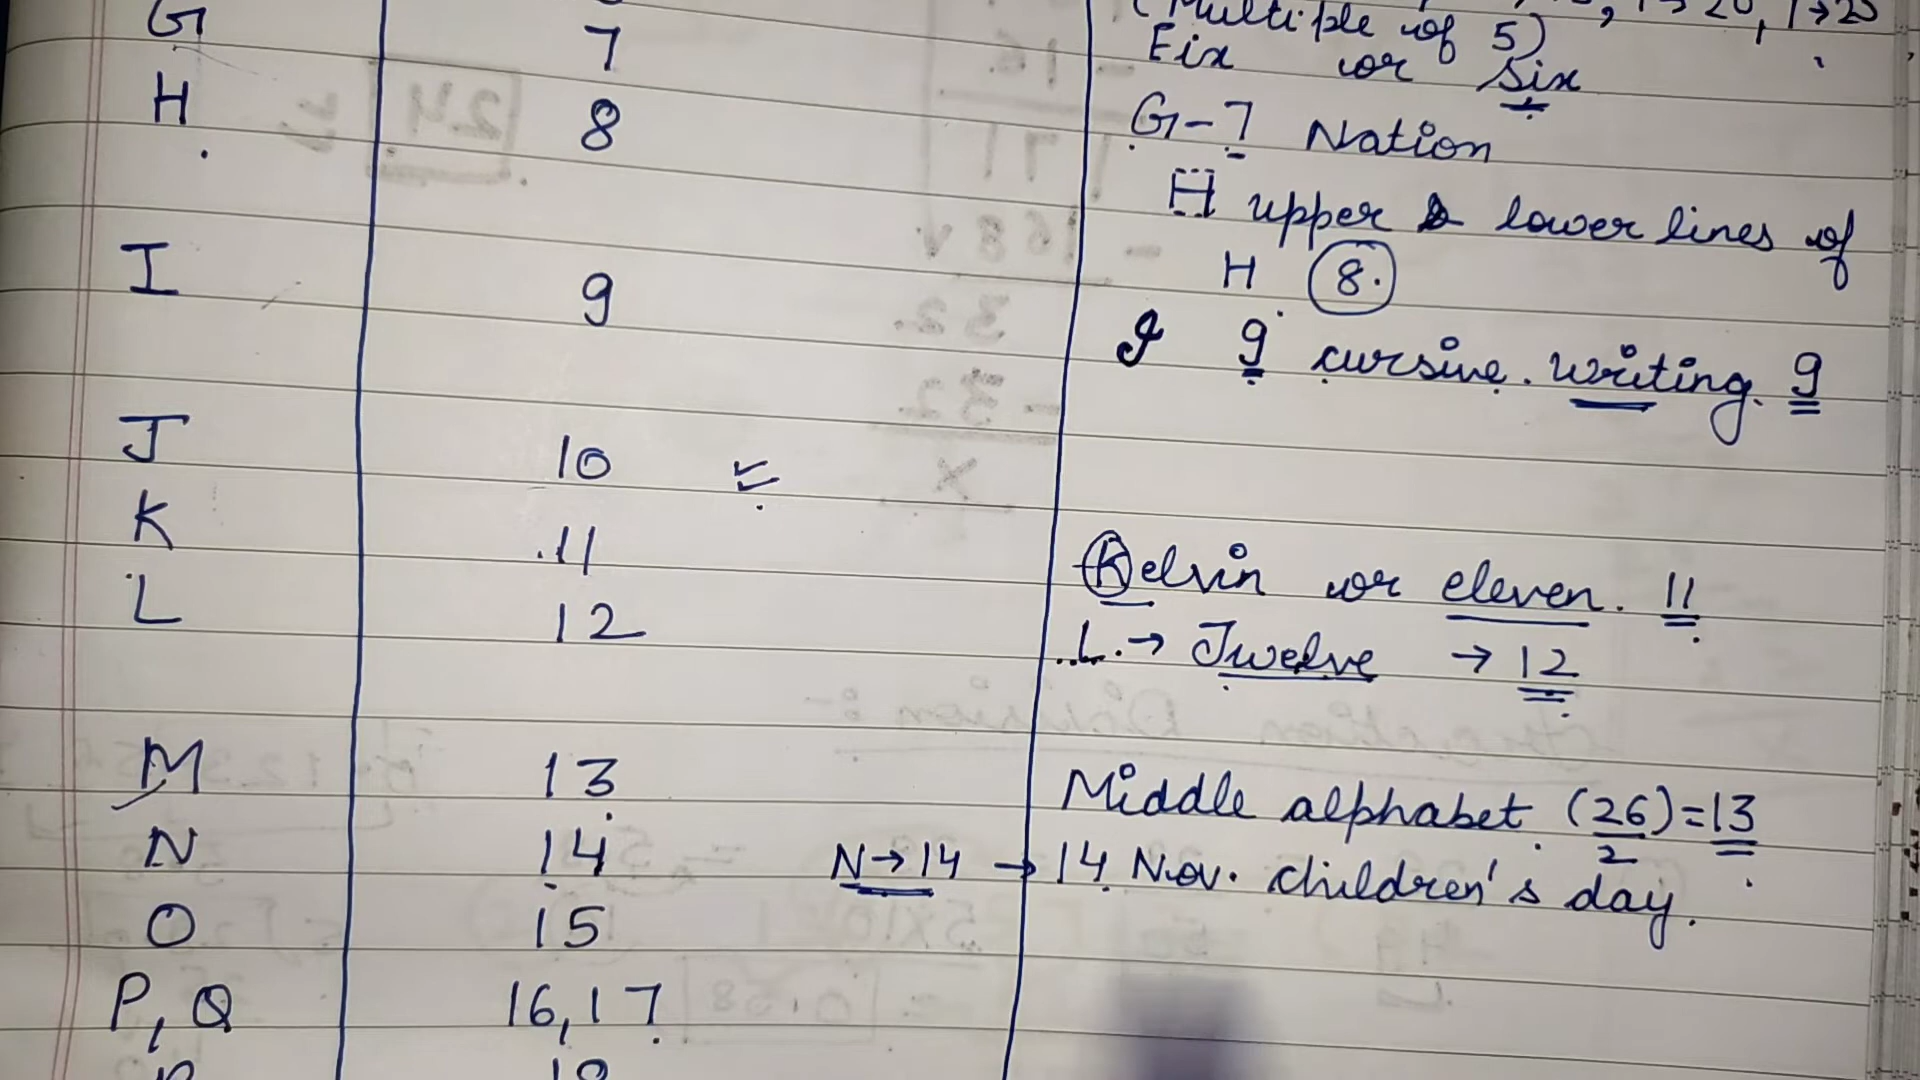 (Multiple of 5)
G 7 Fix or Six
H 8 G-7 Nation
H upper & lower lines of
H 8.
I 9 I 9 cursive writing. 9
J 10
K 11 Kelvin or eleven. 11
L 12 L → Twelve → 12
M 13 Middle alphabet (26/2)=13
N 14 N→14 → 14 Nov. children's day.
O 15
P, Q 16, 17